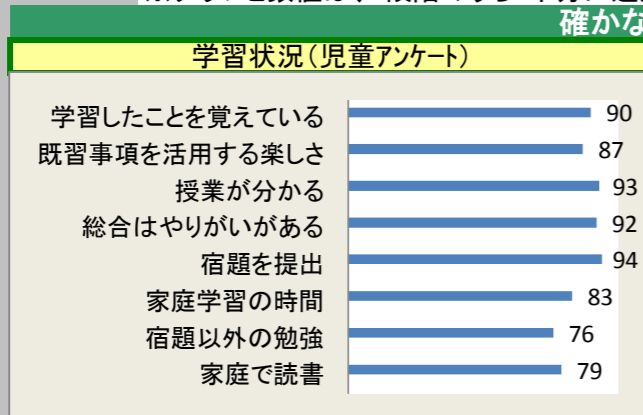 確かな
学習状況(児童アンケート)
学習したことを覚えている 90
既習事項を活用する楽しさ 87
授業が分かる 93
総合はやりがいがある 92
宿題を提出 94
家庭学習の時間 83
宿題以外の勉強 76
家庭で読書 79